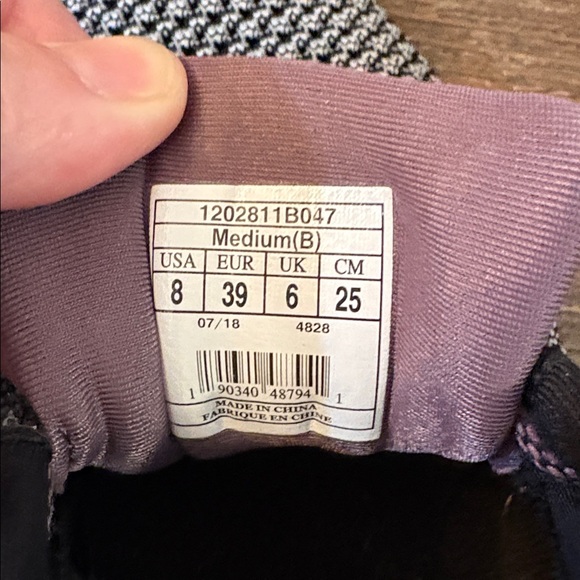 1202811B047
Medium(B)
USA EUR UK CM
8 39 6 25
07/18 4828
1 90340 48794 1
MADE IN CHINA
FABRIQUE EN CHINE